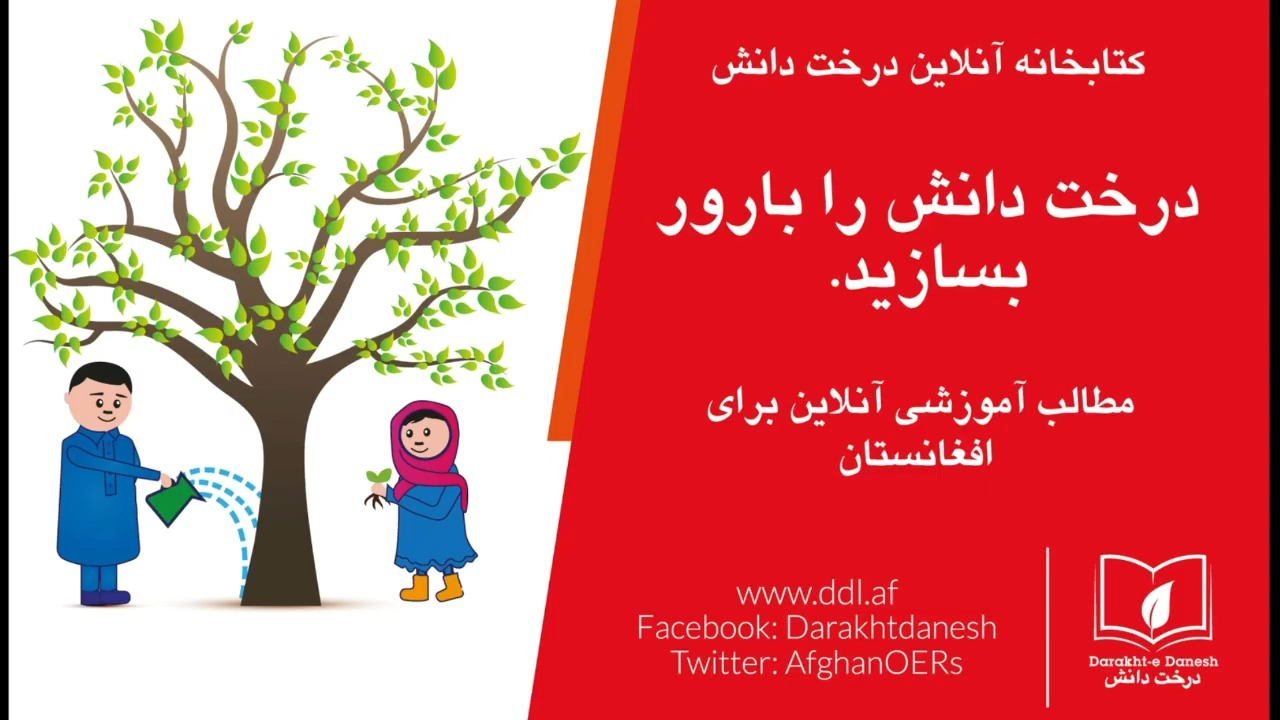 کتابخانه آنلاین درخت دانش
درخت دانش را بارور
بسازید.
مطالب آموزشی آنلاین برای
افغانستان
www.ddl.af
Facebook: Darakhtdanesh
Twitter: AfghanOERs
Darakht-e Danesh
درخت دانش